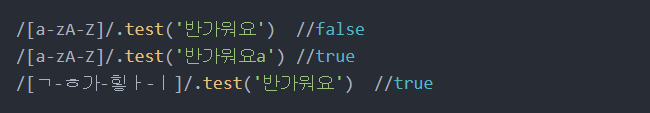 /[a-zA-Z]/.test('반가워요')  //false
/[a-zA-Z]/.test('반가워요a') //true
/[ㄱ-ㅎ가-힣ㅏ-ㅣ]/.test('반가워요')  //true